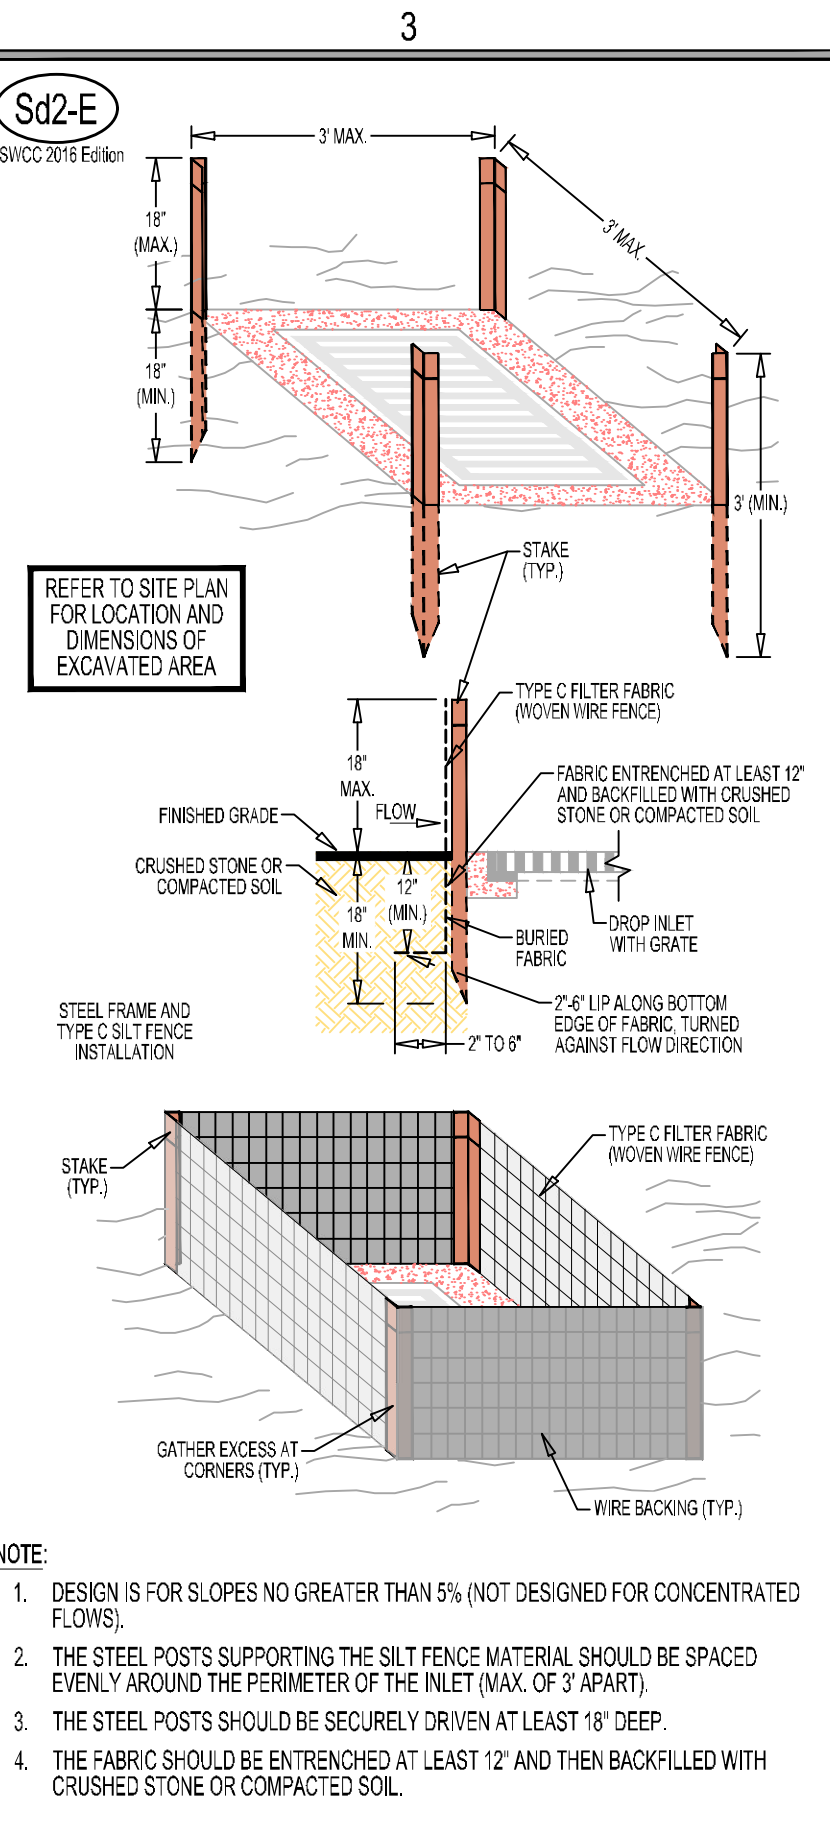 3
Sd2-E
SWCC 2016 Edition
3' MAX.
3' MAX.
18"
(MAX.)
18"
(MIN.)
3' (MIN.)
STAKE
(TYP.)
REFER TO SITE PLAN
FOR LOCATION AND
DIMENSIONS OF
EXCAVATED AREA
TYPE C FILTER FABRIC
(WOVEN WIRE FENCE)
18"
MAX.
FLOW
FABRIC ENTRENCHED AT LEAST 12"
AND BACKFILLED WITH CRUSHED
STONE OR COMPACTED SOIL
FINISHED GRADE
CRUSHED STONE OR
COMPACTED SOIL
12"
(MIN.)
18"
MIN.
BURIED
FABRIC
DROP INLET
WITH GRATE
STEEL FRAME AND
TYPE C SILT FENCE
INSTALLATION
2"-6" LIP ALONG BOTTOM
EDGE OF FABRIC, TURNED
AGAINST FLOW DIRECTION
2" TO 6"
TYPE C FILTER FABRIC
(WOVEN WIRE FENCE)
STAKE
(TYP.)
GATHER EXCESS AT
CORNERS (TYP.)
WIRE BACKING (TYP.)
NOTE:
1. DESIGN IS FOR SLOPES NO GREATER THAN 5% (NOT DESIGNED FOR CONCENTRATED
FLOWS).
2. THE STEEL POSTS SUPPORTING THE SILT FENCE MATERIAL SHOULD BE SPACED
EVENLY AROUND THE PERIMETER OF THE INLET (MAX. OF 3' APART).
3. THE STEEL POSTS SHOULD BE SECURELY DRIVEN AT LEAST 18" DEEP.
4. THE FABRIC SHOULD BE ENTRENCHED AT LEAST 12" AND THEN BACKFILLED WITH
CRUSHED STONE OR COMPACTED SOIL.